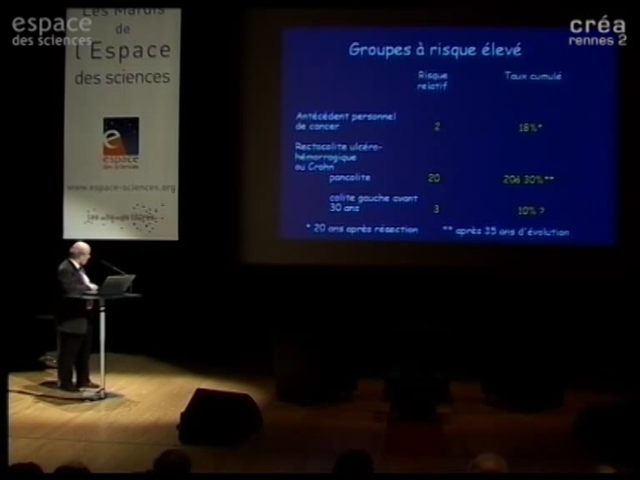 espace
des sciences
créa
rennes 2
Les Mardis
de
l'Espace
des sciences
espace
des sciences
www.espace-sciences.org
Groupes à risque élevé
Risque
relatif
Taux cumulé
Antécédent personnel
de cancer
2
18%*
Rectocolite ulcéro-
hémorragique
ou Crohn
pancolite
20
20à 30%**
colite gauche avant
30 ans
3
10% ?
* 20 ans après résection
** après 35 ans d'évolution